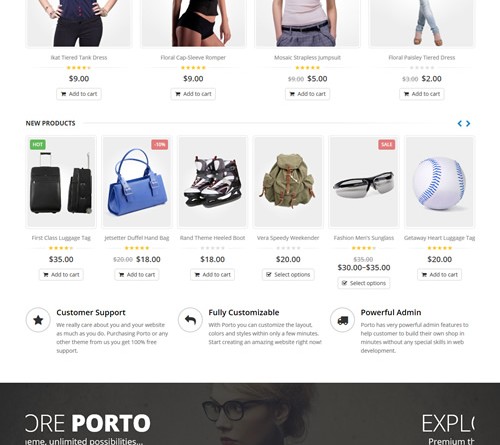 Ikat Tiered Tank Dress
Floral Cap-Sleeve Romper
Mosaic Strapless Jumpsuit
Floral Paisley Tiered Dress
$9.00
$9.00
$9.00 $5.00
$3.00 $2.00
Add to cart
Add to cart
Add to cart
Add to cart
NEW PRODUCTS
HOT
-10%
SALE
First Class Luggage Tag
Jetsetter Duffel Hand Bag
Rand Theme Heeled Boot
Vera Speedy Weekender
Fashion Men's Sunglass
Getaway Heart Luggage Tag
$35.00
$20.00 $18.00
$18.00
$20.00
$35.00
$30.00–$35.00
$20.00
Add to cart
Add to cart
Add to cart
Select options
Select options
Add to cart
Customer Support
We really care about you and your website
as much as you do. Purchasing Porto or any
other theme from us you get 100% free
support.
Fully Customizable
With Porto you can customize the layout,
colors and styles within only a few minutes.
Start creating an amazing website right now!
Powerful Admin
Porto has very powerful admin features to
help customer to build their own shop in
minutes without any special skills in web
development.
ORE PORTO
heme, unlimited possibilities...
EXPLO
Premium th